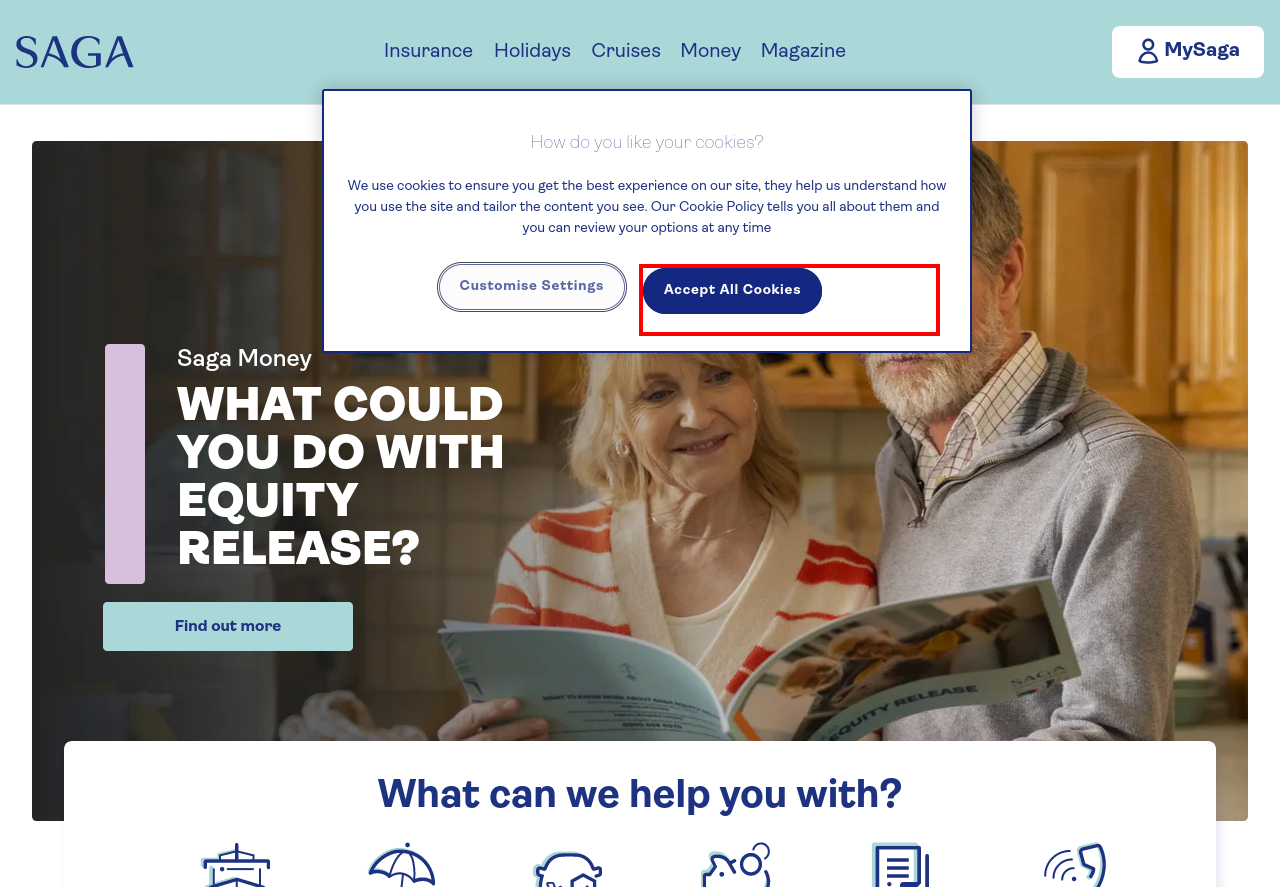 SAGA
Insurance Holidays Cruises Money Magazine
MySaga
How do you like your cookies?
We use cookies to ensure you get the best experience on our site, they help us understand how
you use the site and tailor the content you see. Our Cookie Policy tells you all about them and
you can review your options at any time
Customise Settings
Accept All Cookies
Saga Money
WHAT COULD
YOU DO WITH
EQUITY
RELEASE?
Find out more
SAGA
EQUITY RELEASE
What can we help you with?